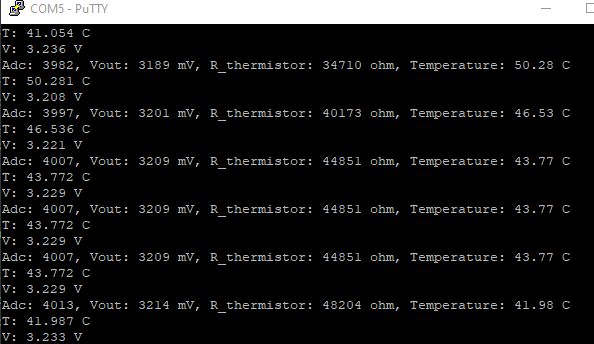 COM5 - PuTTY
T: 41.054 C
V: 3.236 V
Adc: 3982, Vout: 3189 mV, R_thermistor: 34710 ohm, Temperature: 50.28 C
T: 50.281 C
V: 3.208 V
Adc: 3997, Vout: 3201 mV, R_thermistor: 40173 ohm, Temperature: 46.53 C
T: 46.536 C
V: 3.221 V
Adc: 4007, Vout: 3209 mV, R_thermistor: 44851 ohm, Temperature: 43.77 C
T: 43.772 C
V: 3.229 V
Adc: 4007, Vout: 3209 mV, R_thermistor: 44851 ohm, Temperature: 43.77 C
T: 43.772 C
V: 3.229 V
Adc: 4007, Vout: 3209 mV, R_thermistor: 44851 ohm, Temperature: 43.77 C
T: 43.772 C
V: 3.229 V
Adc: 4013, Vout: 3214 mV, R_thermistor: 48204 ohm, Temperature: 41.98 C
T: 41.987 C
V: 3.233 V